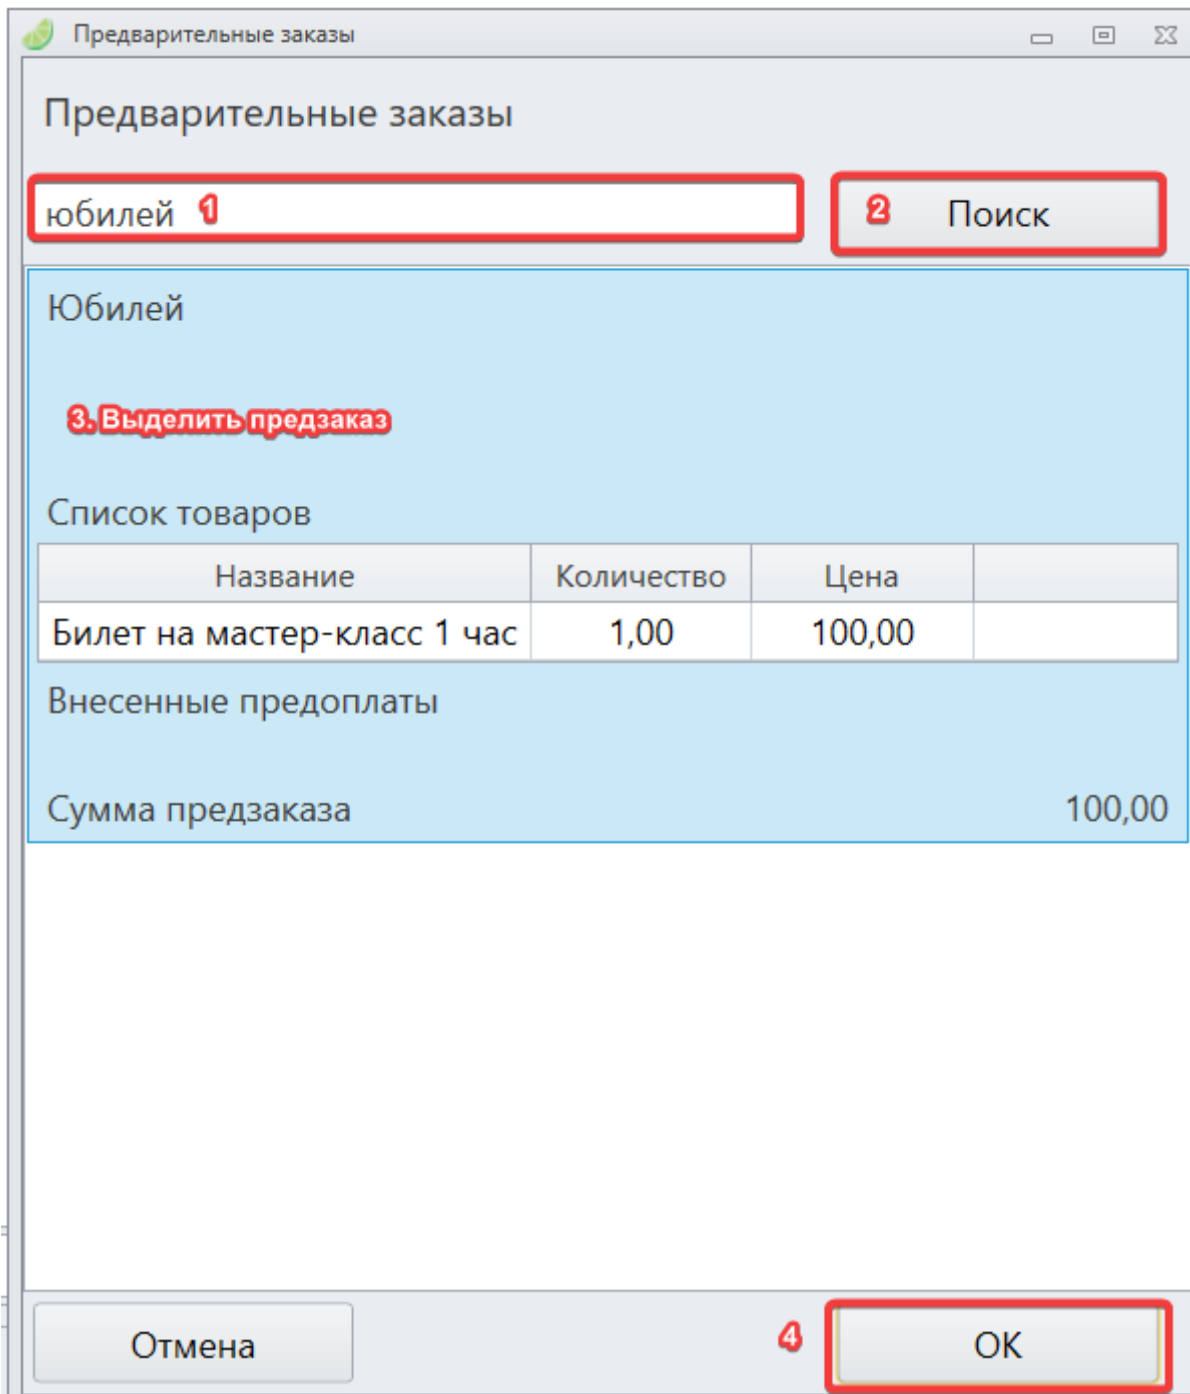 Предварительные заказы
Предварительные заказы
юбилей 1
2 Поиск
Юбилей
3. Выделить предзаказ
Список товаров
Название Количество Цена
Билет на мастер-класс 1 час 1,00 100,00
Внесенные предоплаты
Сумма предзаказа 100,00
Отмена 4 ОК